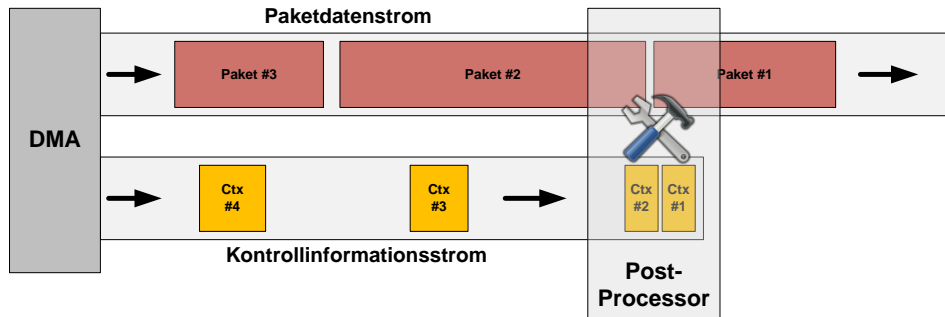 Paketdatenstrom
Paket #3
Paket #2
Paket #1
DMA
Ctx
#4
Ctx
#3
Ctx
#2
Ctx
#1
Kontrollinformationsstrom
Post-
Processor